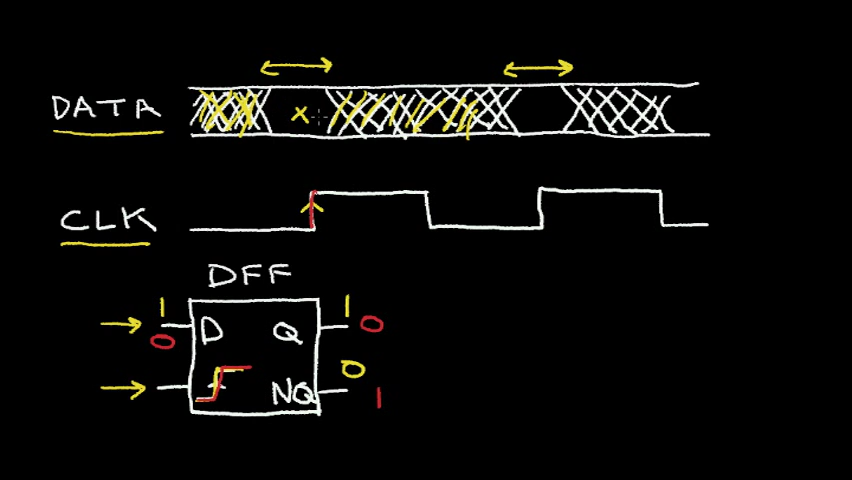 DATA
x
CLK
DFF
1 D Q 1
0 0
NQ 0
1